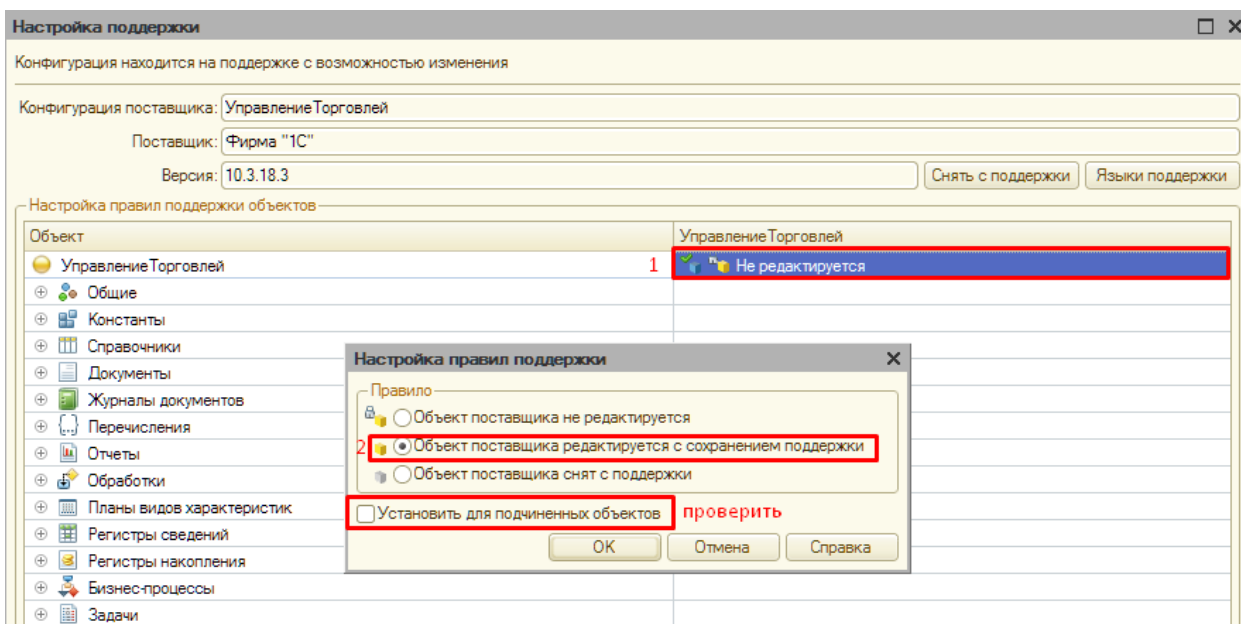 Настройка поддержки
Конфигурация находится на поддержке с возможностью изменения
Конфигурация поставщика: УправлениеТорговлей
Поставщик: Фирма "1С"
Версия: 10.3.18.3 Снять с поддержки Языки поддержки
Настройка правил поддержки объектов
Объект УправлениеТорговлей
УправлениеТорговлей 1 Не редактируется
Общие
Константы
Справочники
Документы
Журналы документов
Перечисления
Отчеты
Обработки
Планы видов характеристик
Регистры сведений
Регистры накопления
Бизнес-процессы
Задачи
Настройка правил поддержки
Правило
Объект поставщика не редактируется
2 Объект поставщика редактируется с сохранением поддержки
Объект поставщика снят с поддержки
Установить для подчиненных объектов проверить
OK Отмена Справка